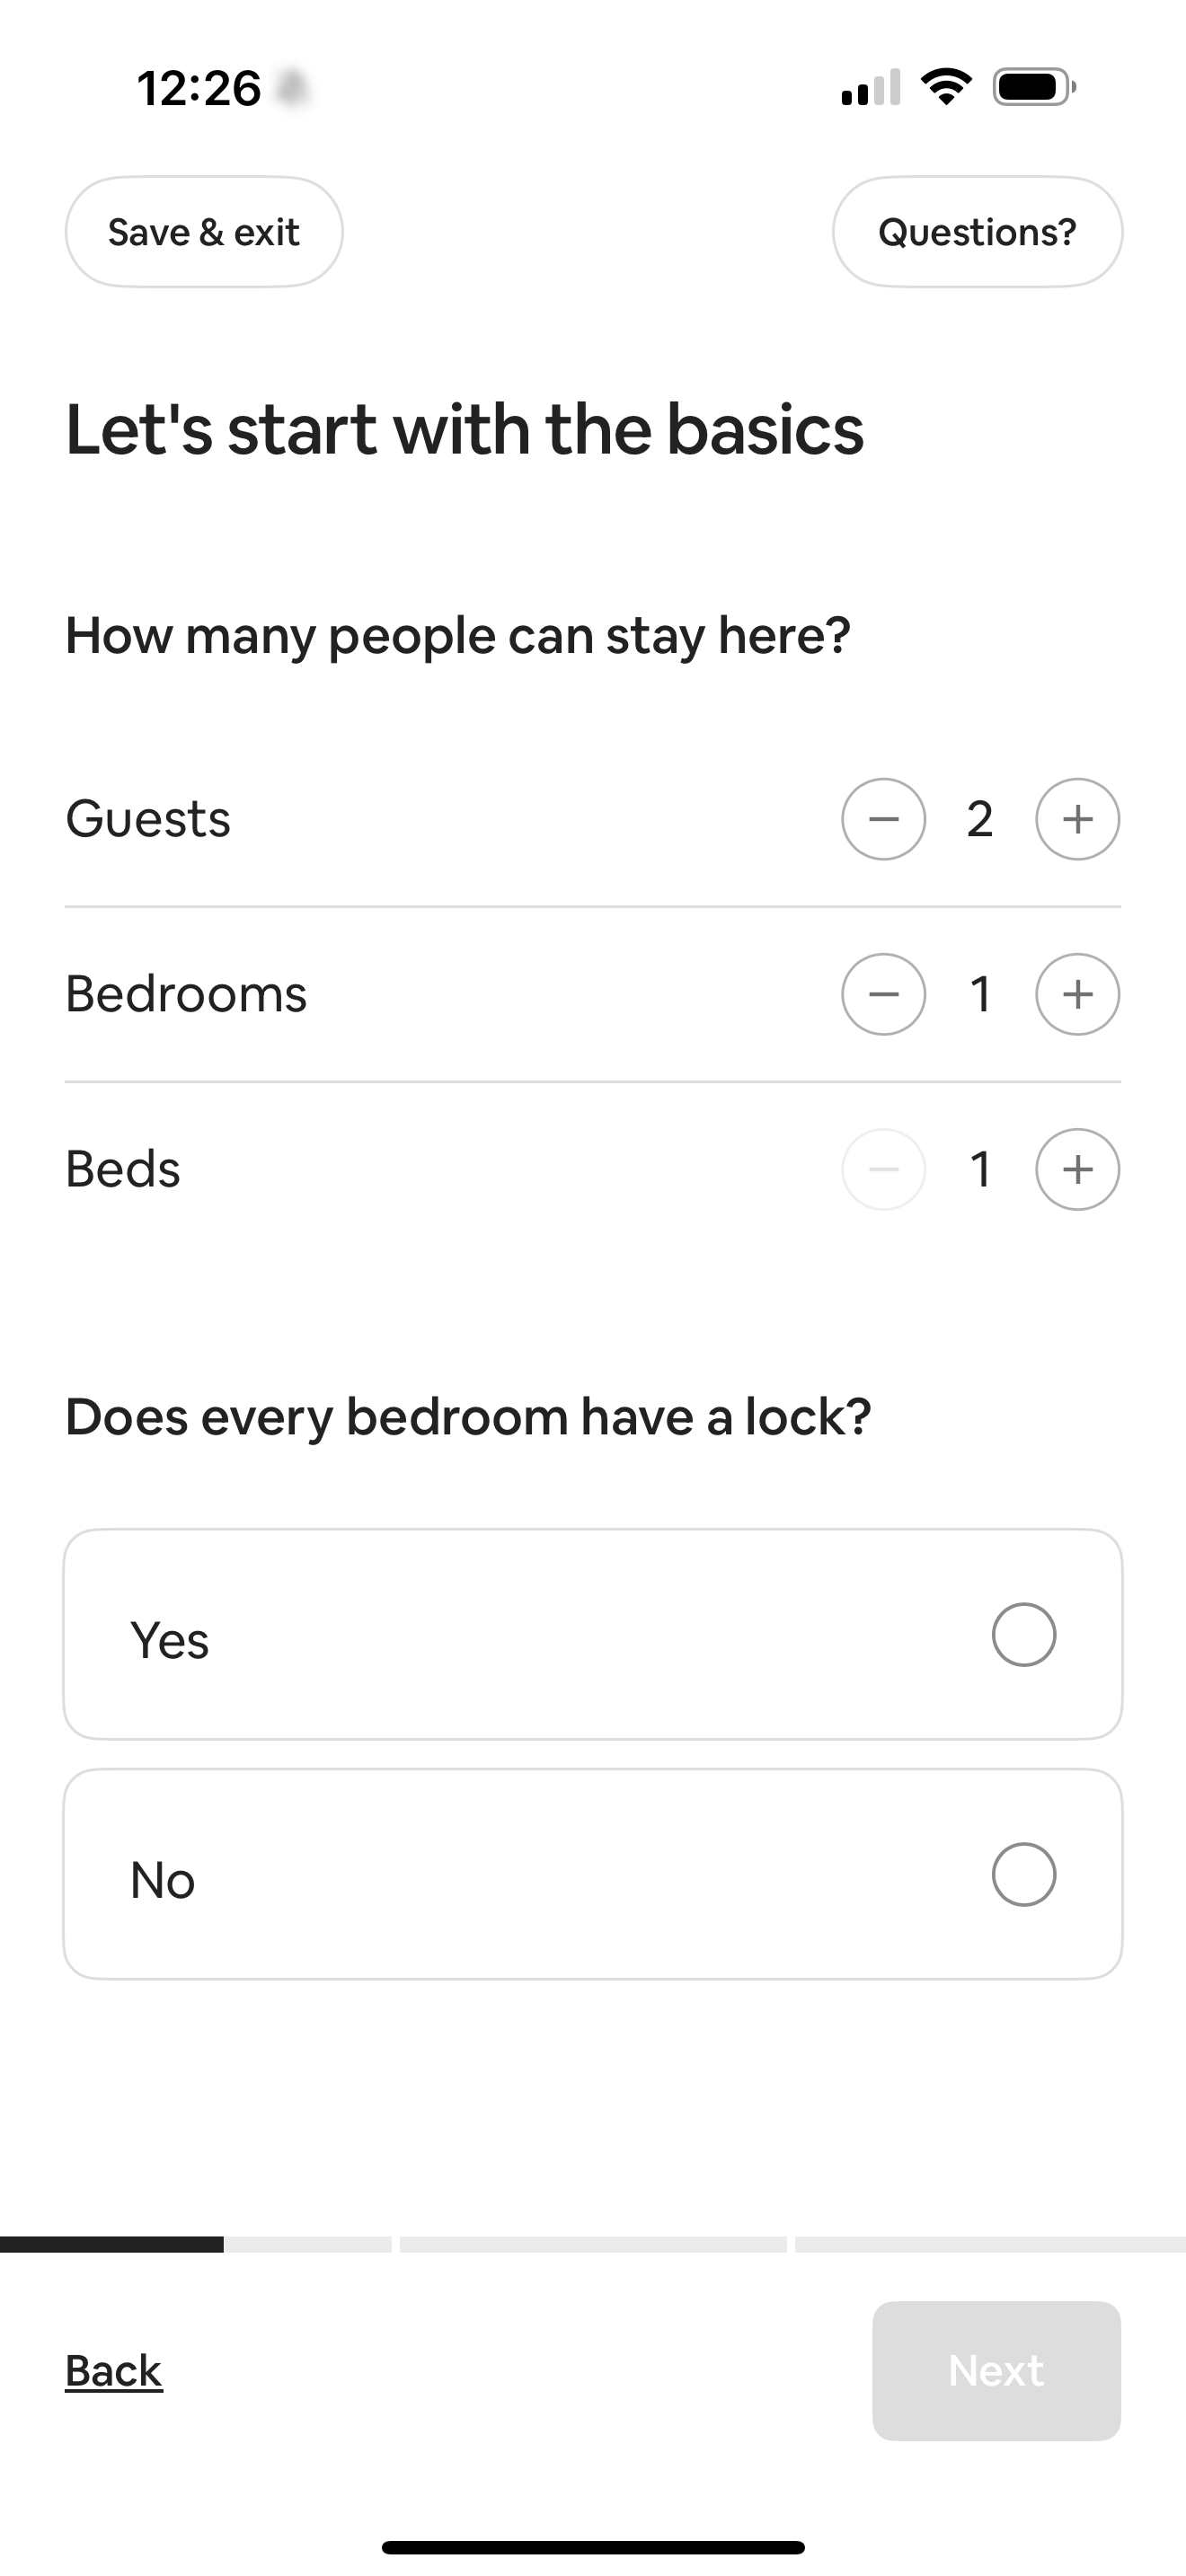 12:26
Save & exit
Questions?
Let's start with the basics
How many people can stay here?
Guests
2
Bedrooms
1
Beds
1
Does every bedroom have a lock?
Yes
No
Back
Next